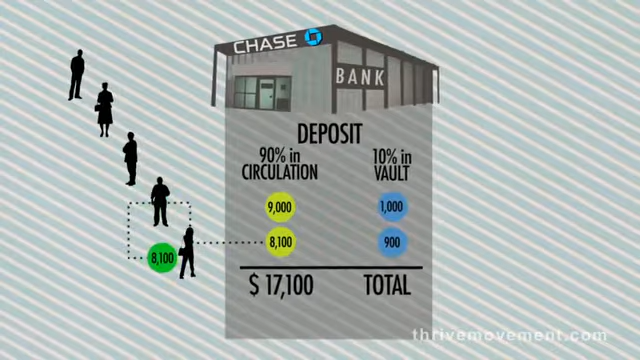 CHASE
BANK
DEPOSIT
90% in 10% in
CIRCULATION VAULT
9,000 1,000
8,100 8,100 900
$ 17,100 TOTAL
thrivemovement.com